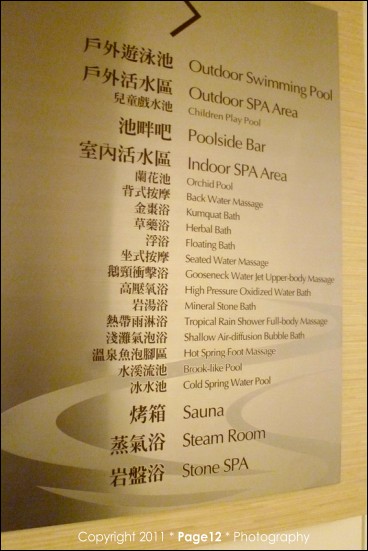 戶外遊泳池 Outdoor Swimming Pool
戶外活水區 Outdoor SPA Area
兒童戲水池 Children Play Pool
池畔吧 Poolside Bar
室內活水區 Indoor SPA Area
蘭花池 Orchid Pool
背式按摩 Back Water Massage
金棗浴 Kumquat Bath
草藥浴 Herbal Bath
浮浴 Floating Bath
坐式按摩 Seated Water Massage
鵝頸衝擊浴 Gooseneck Water Jet Upper-body Massage
高壓氧浴 High Pressure Oxidized Water Bath
岩湯浴 Mineral Stone Bath
熱帶雨淋浴 Tropical Rain Shower Full-body Massage
淺灘氣泡浴 Shallow Air-diffusion Bubble Bath
溫泉魚泡腳區 Hot Spring Foot Massage
水溪流池 Brook-like Pool
冰水池 Cold Spring Water Pool
烤箱 Sauna
蒸氣浴 Steam Room
岩盤浴 Stone SPA
Copyright 2011 * Page12 * Photography